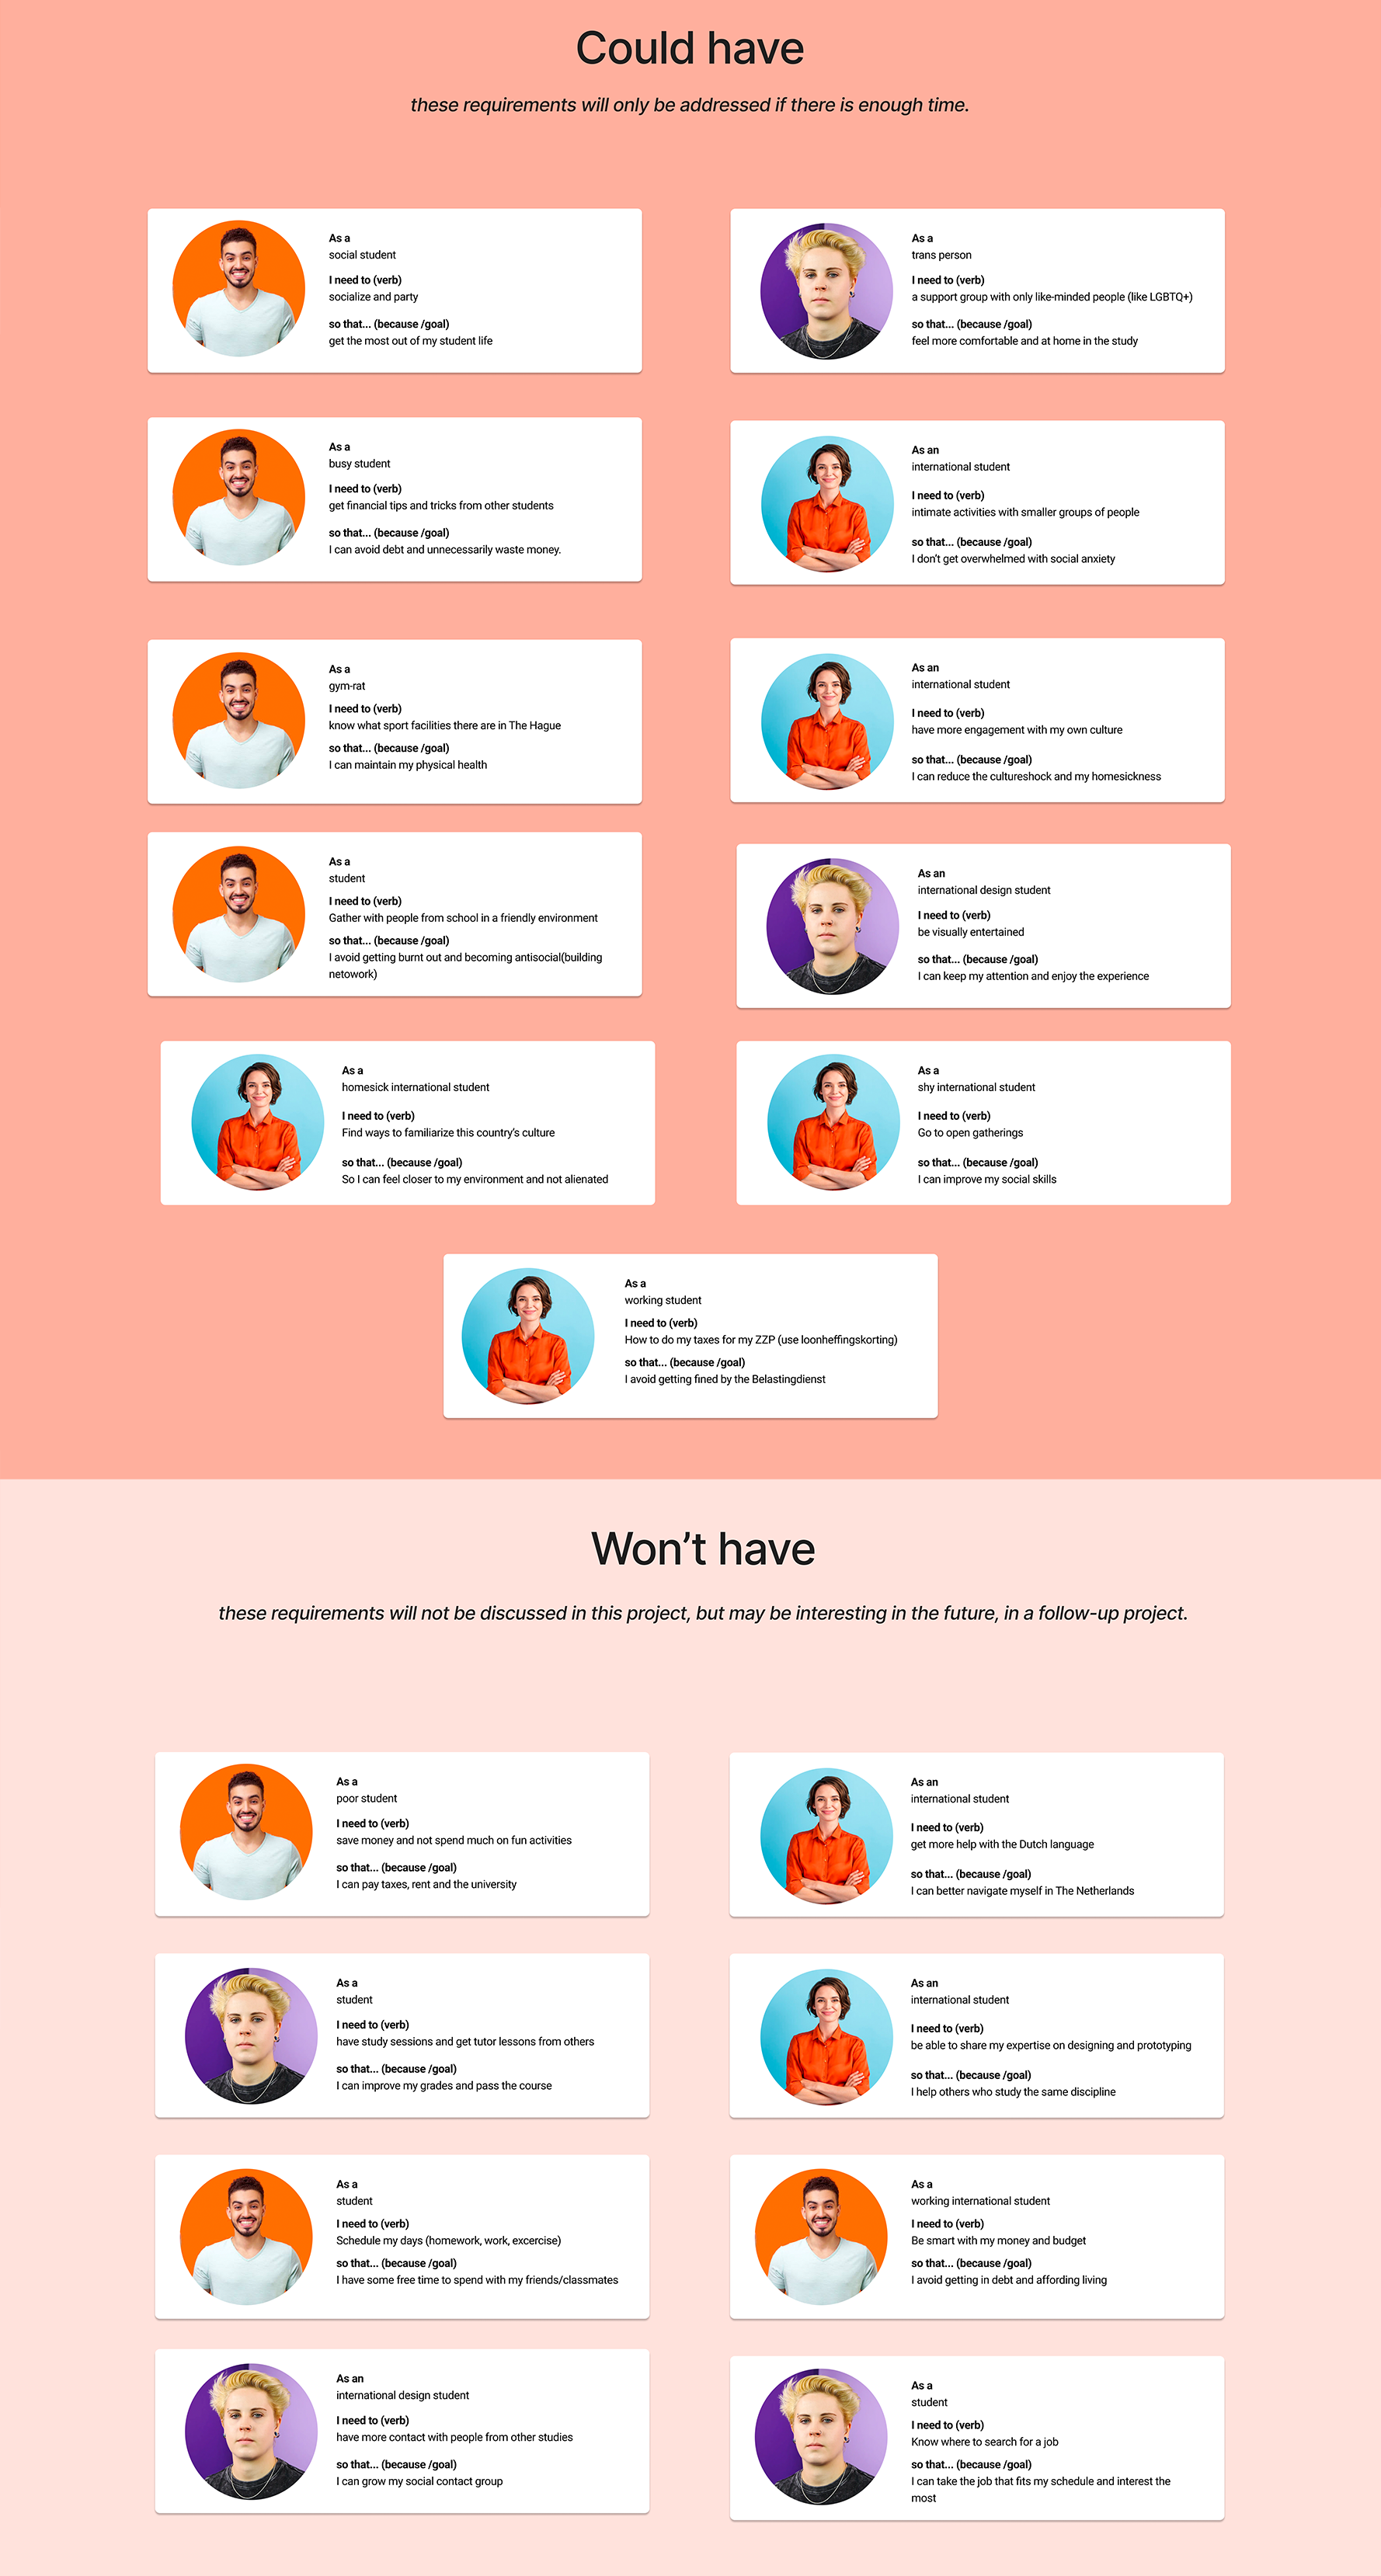 Could have
these requirements will only be addressed if there is enough time.
As a
social student
I need to (verb)
socialize and party
so that... (because /goal)
get the most out of my student life
As a
trans person
I need to (verb)
a support group with only like-minded people (like LGBTQ+)
so that... (because /goal)
feel more comfortable and at home in the study
As a
busy student
I need to (verb)
get financial tips and tricks from other students
so that... (because /goal)
I can avoid debt and unnecessarily waste money.
As an
international student
I need to (verb)
intimate activities with smaller groups of people
so that... (because /goal)
I don't get overwhelmed with social anxiety
As a
gym-rat
I need to (verb)
know what sport facilities there are in The Hague
so that... (because /goal)
I can maintain my physical health
As an
international student
I need to (verb)
have more engagement with my own culture
so that... (because /goal)
I can reduce the cultureshock and my homesickness
As a
student
I need to (verb)
Gather with people from school in a friendly environment
so that... (because /goal)
I avoid getting burnt out and becoming antisocial(building
netowork)
As an
international design student
I need to (verb)
be visually entertained
so that... (because /goal)
I can keep my attention and enjoy the experience
As a
homesick international student
I need to (verb)
Find ways to familiarize this country's culture
so that... (because /goal)
So I can feel closer to my environment and not alienated
As a
shy international student
I need to (verb)
Go to open gatherings
so that... (because /goal)
I can improve my social skills
As a
working student
I need to (verb)
How to do my taxes for my ZZP (use loonheffingskorting)
so that... (because /goal)
I avoid getting fined by the Belastingdienst
Won't have
these requirements will not be discussed in this project, but may be interesting in the future, in a follow-up project.
As a
poor student
I need to (verb)
save money and not spend much on fun activities
so that... (because /goal)
I can pay taxes, rent and the university
As an
international student
I need to (verb)
get more help with the Dutch language
so that... (because /goal)
I can better navigate myself in The Netherlands
As a
student
I need to (verb)
have study sessions and get tutor lessons from others
so that... (because /goal)
I can improve my grades and pass the course
As an
international student
I need to (verb)
be able to share my expertise on designing and prototyping
so that... (because /goal)
I help others who study the same discipline
As a
student
I need to (verb)
Schedule my days (homework, work, excercise)
so that... (because /goal)
I have some free time to spend with my friends/classmates
As a
working international student
I need to (verb)
Be smart with my money and budget
so that... (because /goal)
I avoid getting in debt and affording living
As an
international design student
I need to (verb)
have more contact with people from other studies
so that... (because /goal)
I can grow my social contact group
As a
student
I need to (verb)
Know where to search for a job
so that... (because /goal)
I can take the job that fits my schedule and interest the
most